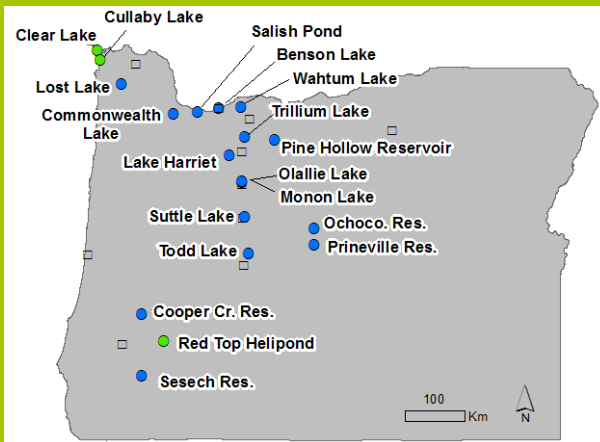 Cullaby Lake
Clear Lake
Salish Pond
Benson Lake
Wahtum Lake
Lost Lake
Commonwealth
Lake
Trillium Lake
Pine Hollow Reservoir
Lake Harriet
Olallie Lake
Monon Lake
Suttle Lake
Ochoco. Res.
Todd Lake
Prineville Res.
Cooper Cr. Res.
Red Top Helipond
Sesech Res.
100
Km
N